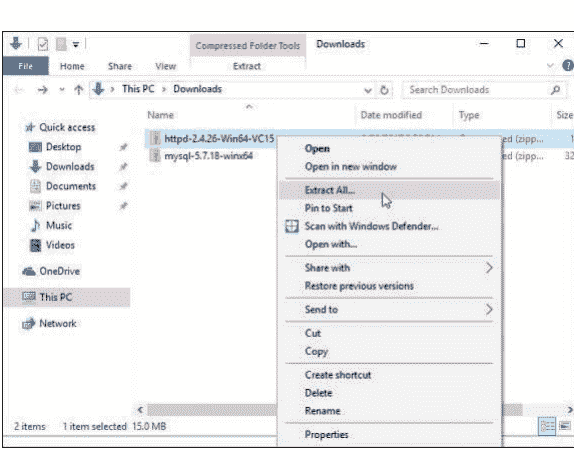 Compressed Folder Tools Downloads
File Home Share View Extract
This PC Downloads Search Downloads
Name Date modified Type Size
Quick access
Desktop
Downloads
Documents
Pictures
Music
Videos
OneDrive
This PC
Network
httpd-2.4.26-Win64-VC15 ed (zipp... 1
mysql-5.7.18-winx64 ed (zipp... 32
Open
Open in new window
Extract All...
Pin to Start
Scan with Windows Defender...
Open with...
Share with
Restore previous versions
Send to
Cut
Copy
Create shortcut
Delete
Rename
Properties
2 items 1 item selected 15.0 MB